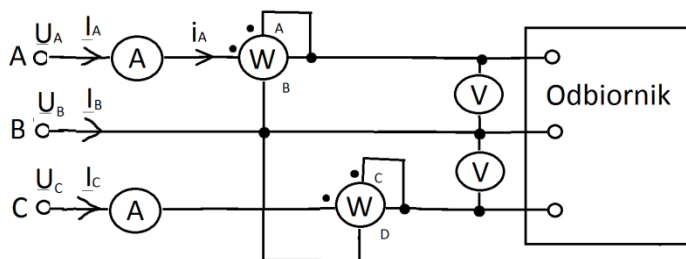 U_A I_A i_A A
A A W V
B
U_B I_B Odbiornik
B
U_C I_C C V
C A W
D